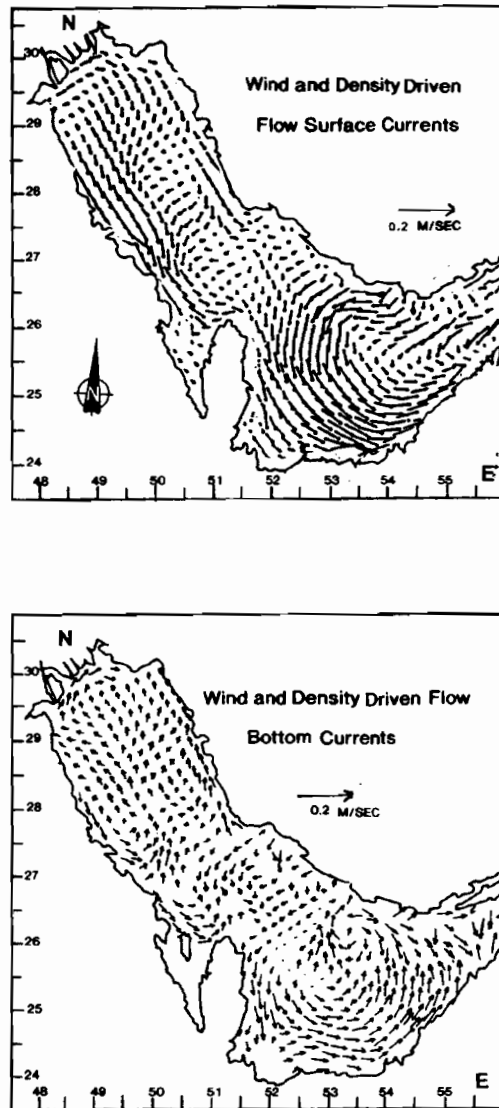 N
Wind and Density Driven
Flow Surface Currents
0.2 M/SEC
30
29
28
27
26
25
24
N
48 49 50 51 52 53 54 55
E
N
Wind and Density Driven Flow
Bottom Currents
0.2 M/SEC
30
29
28
27
26
25
24
48 49 50 51 52 53 54 55
E